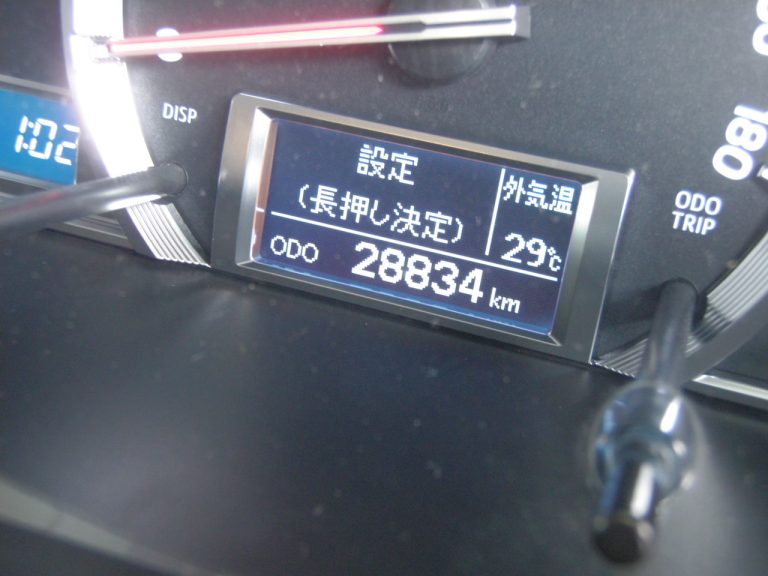 1:02
DISP
設定
(長押し決定)
外気温
29℃
ODO 28834 km
180
ODO
TRIP